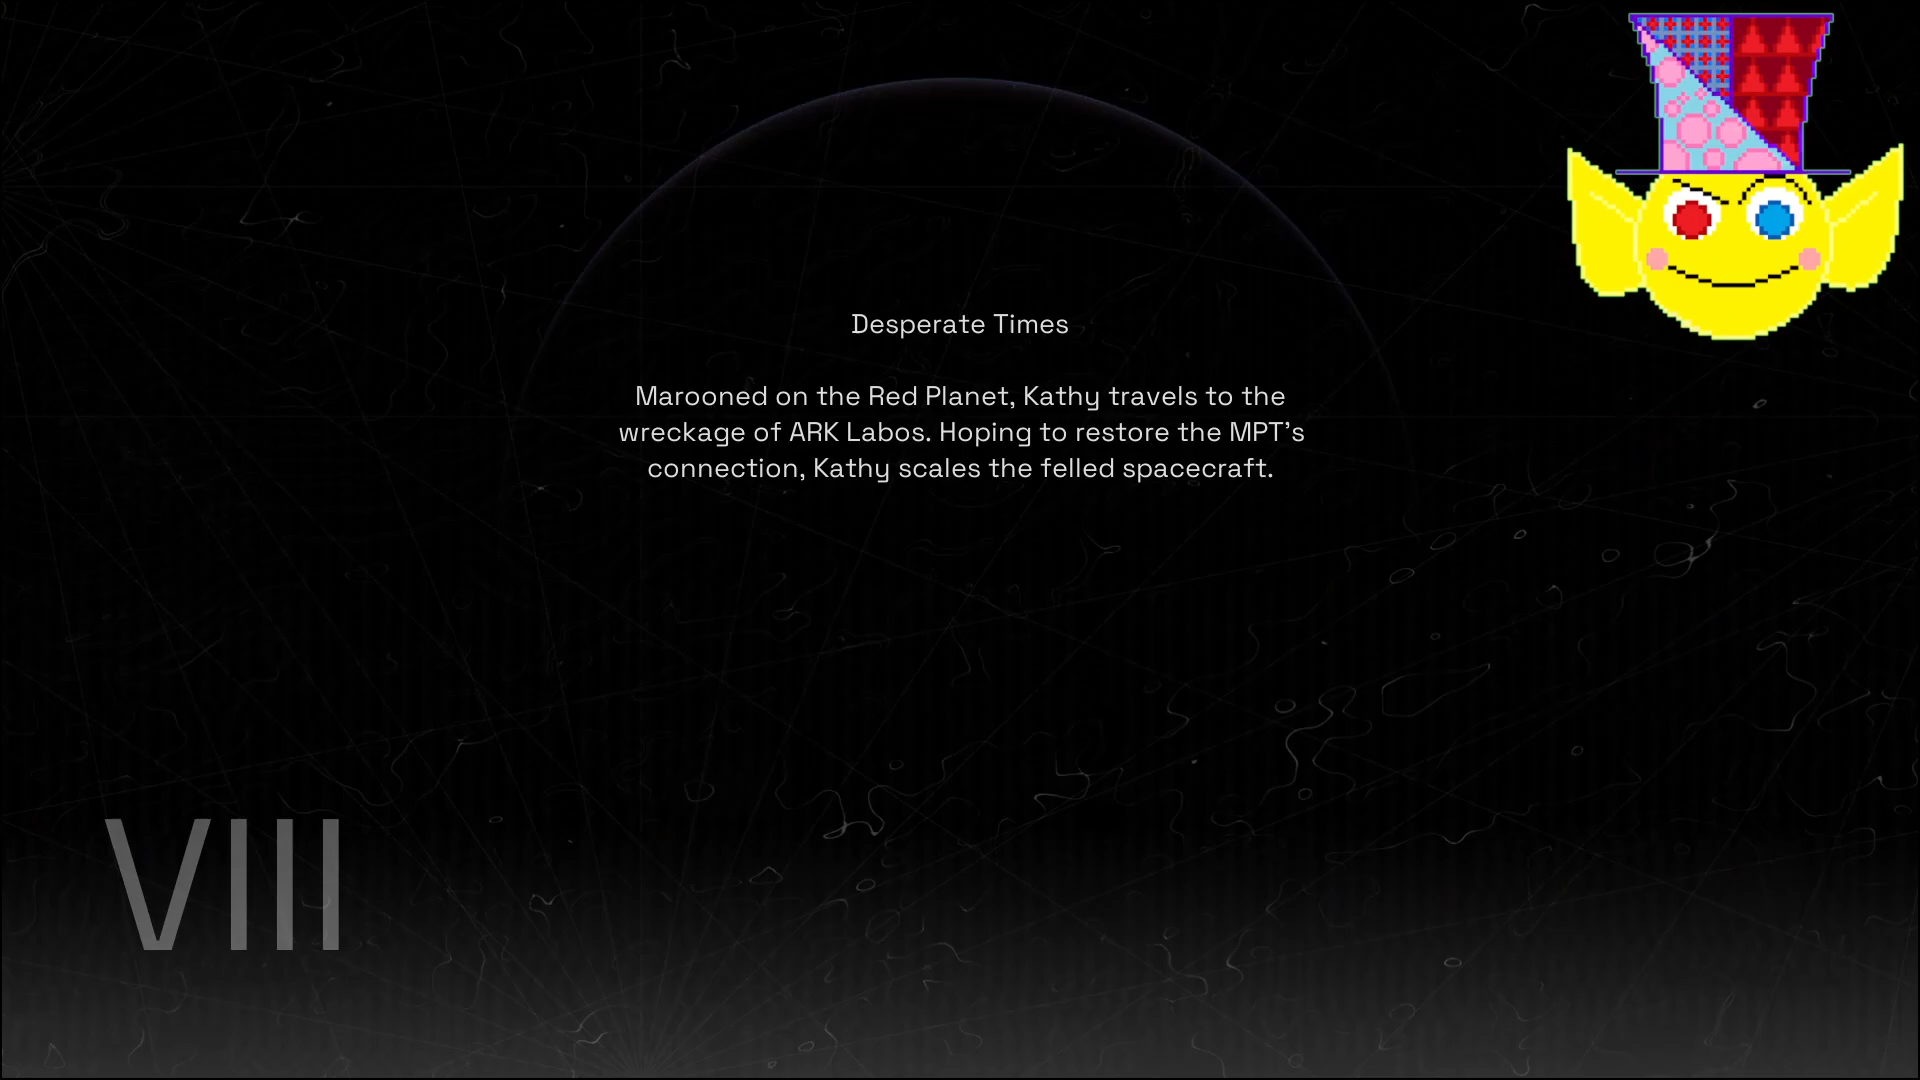 Desperate Times
Marooned on the Red Planet, Kathy travels to the
wreckage of ARK Labos. Hoping to restore the MPT's
connection, Kathy scales the felled spacecraft.
VIII